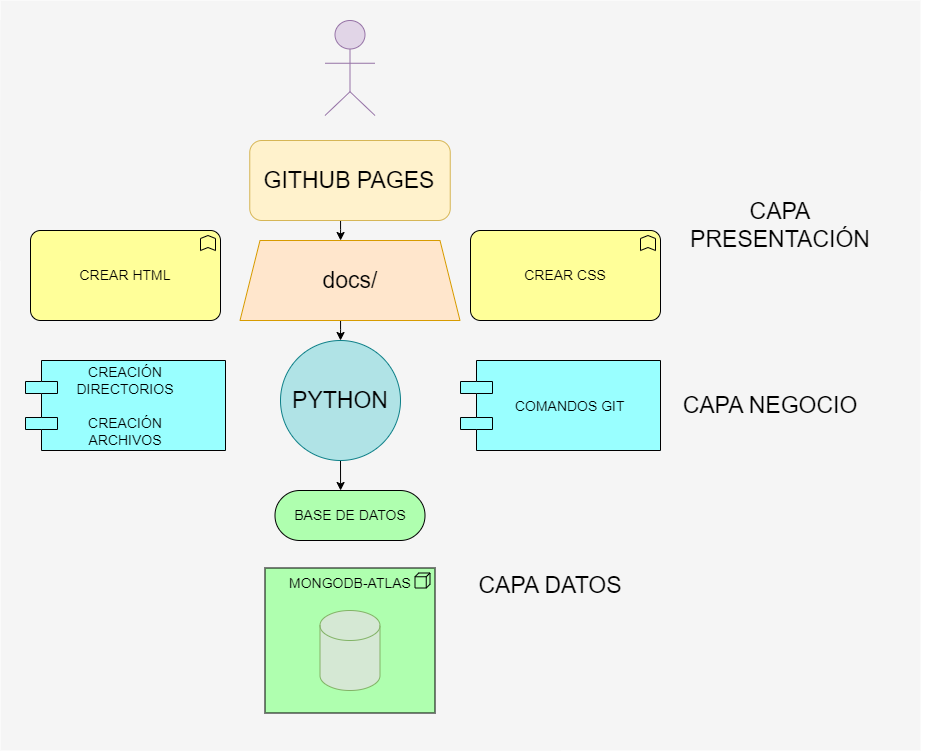 GITHUB PAGES
CAPA
PRESENTACIÓN
CREAR HTML
docs/
CREAR CSS
CREACIÓN
DIRECTORIOS
CREACIÓN
ARCHIVOS
PYTHON
COMANDOS GIT
CAPA NEGOCIO
BASE DE DATOS
MONGODB-ATLAS
CAPA DATOS